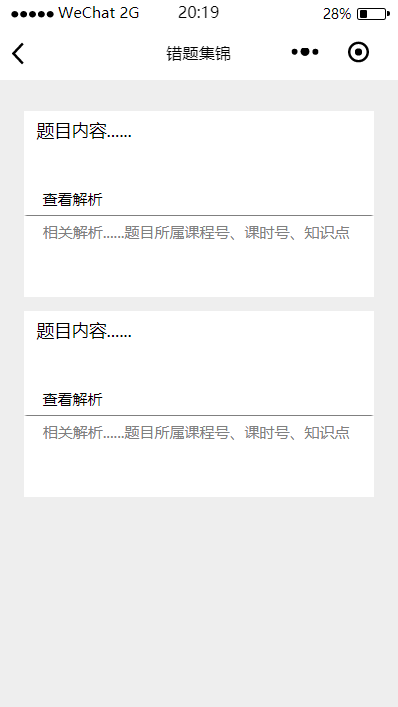 WeChat 2G 20:19 28%
错题集锦
题目内容......
查看解析
相关解析......题目所属课程号、课时号、知识点
题目内容......
查看解析
相关解析......题目所属课程号、课时号、知识点